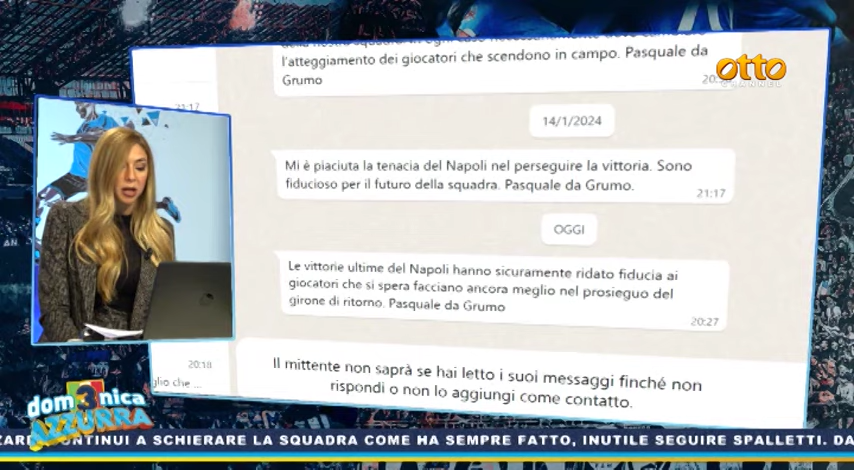 l'atteggiamento dei giocatori che scendono in campo. Pasquale da
Grumo
otto
CHANNEL
21:17
14/1/2024
Mi è piaciuta la tenacia del Napoli nel perseguire la vittoria. Sono
fiducioso per il futuro della squadra. Pasquale da Grumo.
21:17
OGGI
Le vittorie ultime del Napoli hanno sicuramente ridato fiducia ai
giocatori che si spera facciano ancora meglio nel prosieguo del
girone di ritorno. Pasquale da Grumo
20:27
20:18
glio che ...
Il mittente non saprà se hai letto i suoi messaggi finché non
rispondi o non lo aggiungi come contatto.
dom3nica
AZZURRA
CONTINUI A SCHIERARE LA SQUADRA COME HA SEMPRE FATTO, INUTILE SEGUIRE SPALLETTI. DA